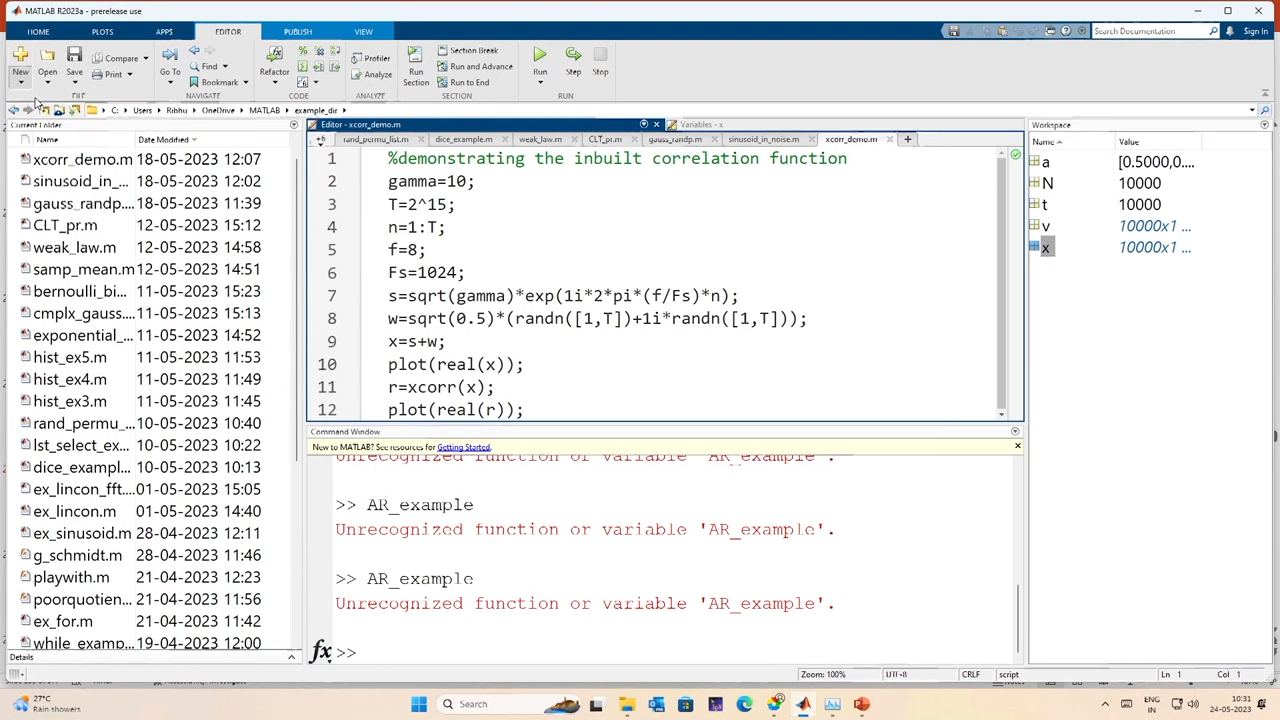 MATLAB R2023a - prerelease use
HOME PLOTS APPS EDITOR PUBLISH VIEW
Search Documentation Sign In
New Open Save Compare Print Go To Find Bookmark Refactor Profiler Analyze Run Section Section Break Run and Advance Run to End Run Step Stop
FILE NAVIGATE CODE ANALYZE SECTION RUN
C: Users Ribhu OneDrive MATLAB example_dir
Current Folder
Name Date Modified
xcorr_demo.m 18-05-2023 12:07
sinusoid_in_... 18-05-2023 12:02
gauss_randp.... 18-05-2023 11:39
CLT_pr.m 12-05-2023 15:12
weak_law.m 12-05-2023 14:58
samp_mean.m 12-05-2023 14:51
bernoulli_bi... 11-05-2023 15:23
cmplx_gauss.... 11-05-2023 15:13
exponential_... 11-05-2023 14:52
hist_ex5.m 11-05-2023 11:53
hist_ex4.m 11-05-2023 11:49
hist_ex3.m 11-05-2023 11:45
rand_permu_... 10-05-2023 10:40
lst_select_ex... 10-05-2023 10:22
dice_exampl... 10-05-2023 10:13
ex_lincon_fft... 01-05-2023 15:05
ex_lincon.m 01-05-2023 14:40
ex_sinusoid.m 28-04-2023 12:11
g_schmidt.m 28-04-2023 11:46
playwith.m 21-04-2023 12:23
poorquotien... 21-04-2023 11:56
ex_for.m 21-04-2023 11:42
while_examp... 19-04-2023 12:00
Details
Editor - xcorr_demo.m Variables - x
rand_permu_list.m dice_example.m weak_law.m CLT_pr.m gauss_randp.m sinusoid_in_noise.m xcorr_demo.m
1 %demonstrating the inbuilt correlation function
2 gamma=10;
3 T=2^15;
4 n=1:T;
5 f=8;
6 Fs=1024;
7 s=sqrt(gamma)*exp(1i*2*pi*(f/Fs)*n);
8 w=sqrt(0.5)*(randn([1,T])+1i*randn([1,T]));
9 x=s+w;
10 plot(real(x));
11 r=xcorr(x);
12 plot(real(r));
Command Window
New to MATLAB? See resources for Getting Started.
Unrecognized function or variable 'AR_example'.
>> AR_example
Unrecognized function or variable 'AR_example'.
>> AR_example
Unrecognized function or variable 'AR_example'.
fx >>
Workspace
Name Value
a [0.5000,0....
N 10000
t 10000
v 10000x1 ...
x 10000x1 ...
Zoom: 100% UTF-8 CRLF script Ln 1 Col 1
27°C
Rain showers
Search
ENG
IN
10:31
24-05-2023